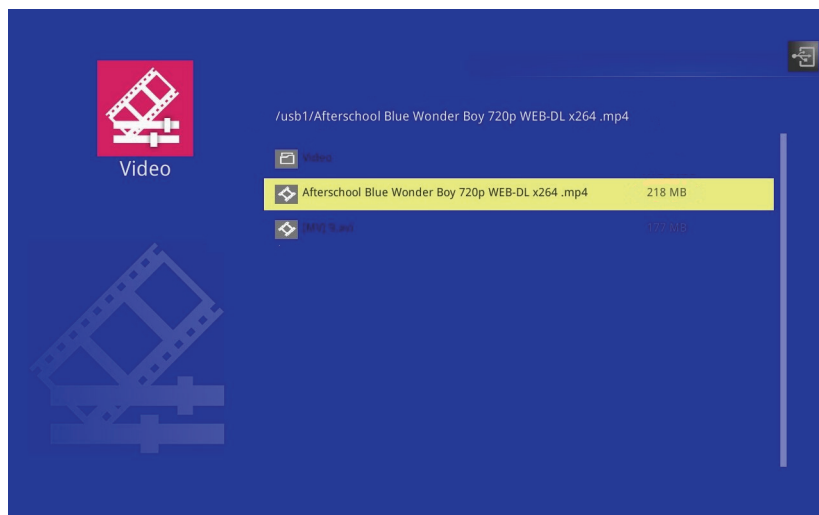 /usb1/Afterschool Blue Wonder Boy 720p WEB-DL x264 .mp4
Video
Video
Afterschool Blue Wonder Boy 720p WEB-DL x264 .mp4 218 MB
177 MB